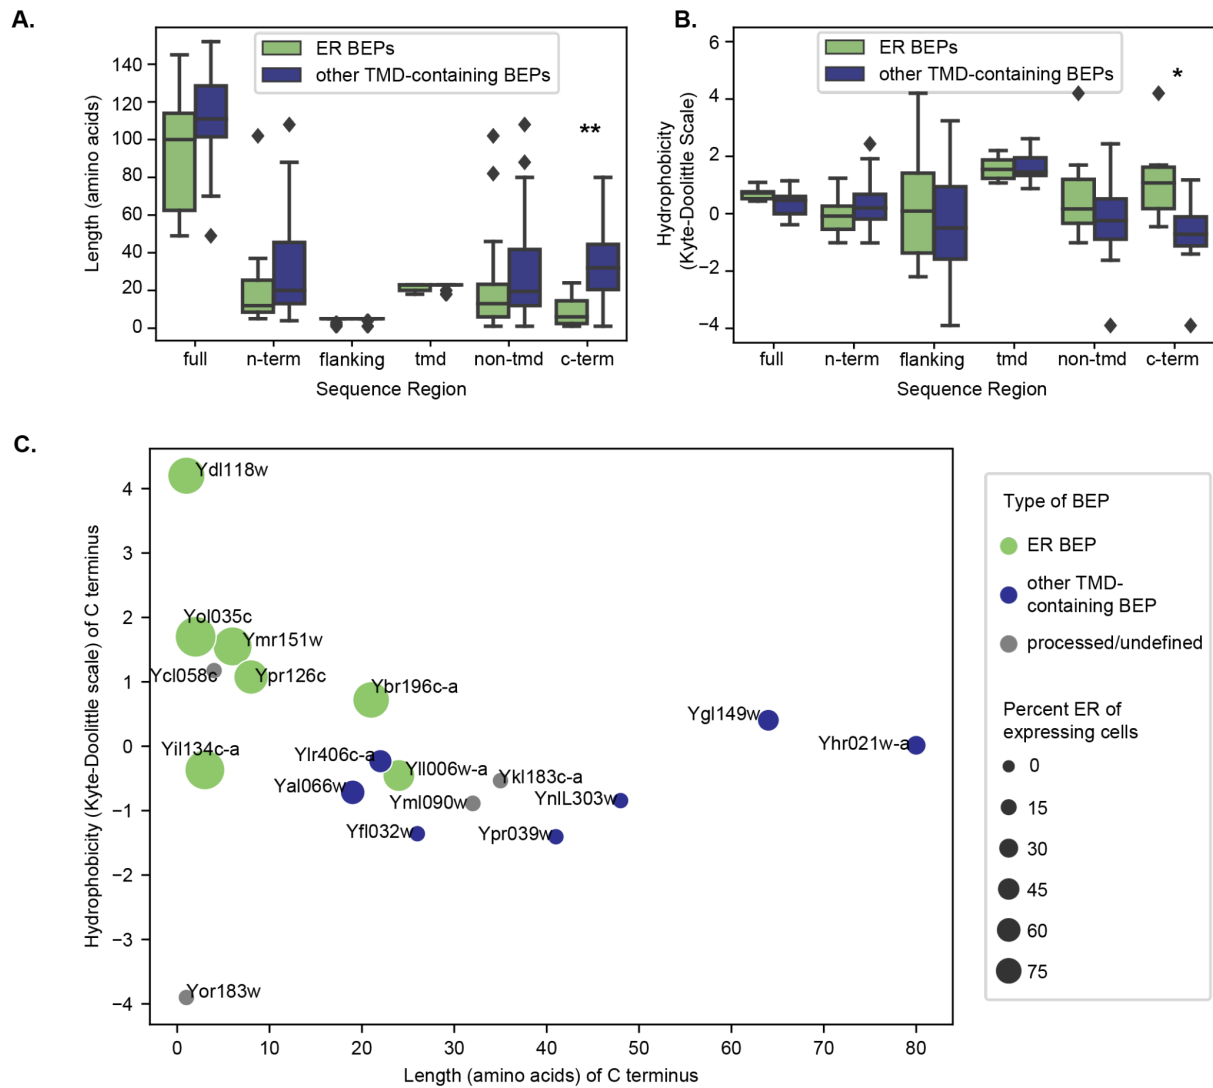 A.
ER BEPs
other TMD-containing BEPs
**
Length (amino acids)
140
120
100
80
60
40
20
0
full
n-term
flanking
tmd
non-tmd
c-term
Sequence Region
B.
ER BEPs
other TMD-containing BEPs
*
Hydrophobicity
(Kyte-Doolittle Scale)
6
4
2
0
−2
−4
full
n-term
flanking
tmd
non-tmd
c-term
Sequence Region
C.
Hydrophobicity (Kyte-Doolittle scale) of C terminus
4
3
2
1
0
−1
−2
−3
−4
Ydl118w
Yol035c
Ymr151w
Ycl058c
Ypr126c
Ybr196c-a
Ygl149w
Yhr021w-a
Yil134c-a
Ylr406c-a
Yll006w-a
Ykl183c-a
Yal066w
Yml090w
YnlL303w
Yfl032w
Ypr039w
Yor183w
0
10
20
30
40
50
60
70
80
Length (amino acids) of C terminus
Type of BEP
ER BEP
other TMD-
containing BEP
processed/undefined
Percent ER of
expressing cells
0
15
30
45
60
75